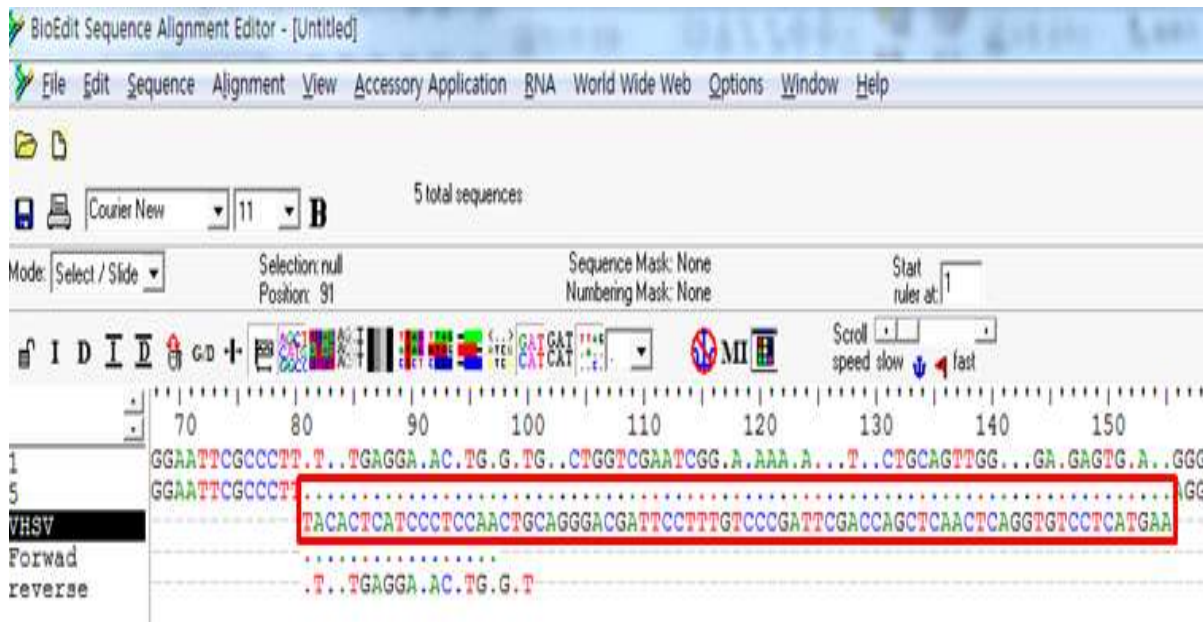 BioEdit Sequence Alignment Editor - [Untitled]
File Edit Sequence Alignment View Accessory Application RNA World Wide Web Options Window Help
Courier New 11 B 5 total sequences
Mode: Select / Slide Selection: null Sequence Mask: None Start
Position: 91 Numbering Mask: None ruler at: 1
I D I D G/D MI Scroll
speed slow fast
70 80 90 100 110 120 130 140 150
1 GGAATTCGCCCTT.T..TGAGGA.AC.TG.G.TG..CTGGTCGAATCGG.A.AAA.A...T..CTGCAGTTGG...GA.GAGTG.A..GGG
5 GGAATTCGCCCTT...........................................................................AGG
VHSV TACACTCATCCCTCCAACTGCAGGGACGATTCCTTTGTCCCGATTCGACCAGCTCAACTCAGGTGTCCTCATGAA
Forwad .................
reverse .T..TGAGGA.AC.TG.G.T